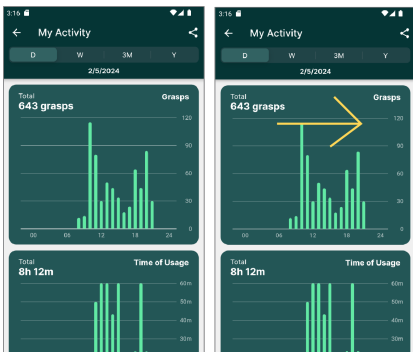 3:16
My Activity
D W 3M Y
2/5/2024
Total
Grasps
643 grasps
120
90
60
30
0
00 06 12 18 24
Total
Time of Usage
8h 12m
60m
40m
30m
3:16
My Activity
D W 3M Y
2/5/2024
Total
Grasps
643 grasps
120
90
60
30
0
00 06 12 18 24
Total
Time of Usage
8h 12m
60m
40m
30m